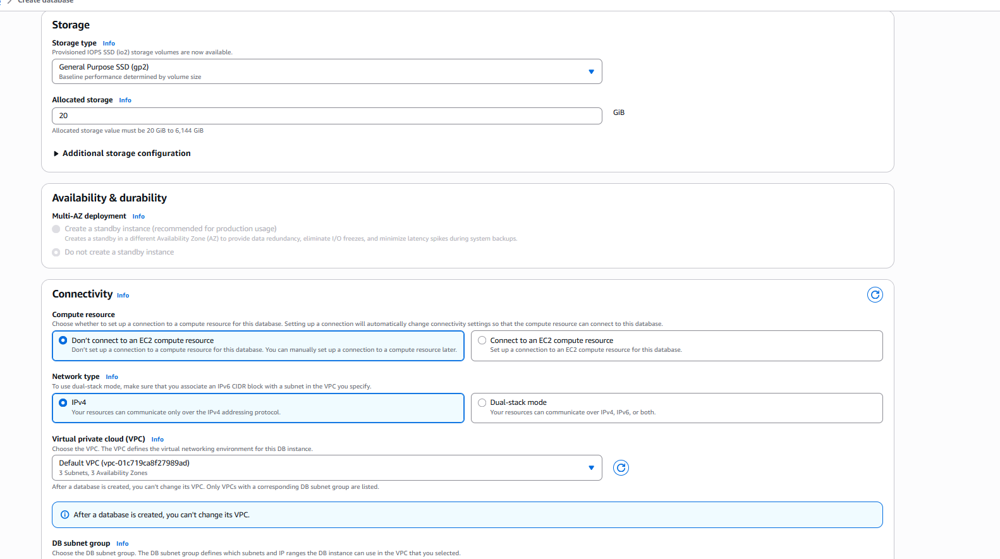 Create database
Storage
Storage type Info
Provisioned IOPS SSD (io2) storage volumes are now available.
General Purpose SSD (gp2)
Baseline performance determined by volume size
Allocated storage Info
20
GiB
Allocated storage value must be 20 GiB to 6,144 GiB
Additional storage configuration
Availability & durability
Multi-AZ deployment Info
Create a standby instance (recommended for production usage)
Creates a standby in a different Availability Zone (AZ) to provide data redundancy, eliminate I/O freezes, and minimize latency spikes during system backups.
Do not create a standby instance
Connectivity Info
Compute resource
Choose whether to set up a connection to a compute resource for this database. Setting up a connection will automatically change connectivity settings so that the compute resource can connect to this database.
Don't connect to an EC2 compute resource
Don't set up a connection to a compute resource for this database. You can manually set up a connection to a compute resource later.
Connect to an EC2 compute resource
Set up a connection to an EC2 compute resource for this database.
Network type Info
To use dual-stack mode, make sure that you associate an IPv6 CIDR block with a subnet in the VPC you specify.
IPv4
Your resources can communicate only over the IPv4 addressing protocol.
Dual-stack mode
Your resources can communicate over IPv4, IPv6, or both.
Virtual private cloud (VPC) Info
Choose the VPC. The VPC defines the virtual networking environment for this DB instance.
Default VPC (vpc-01c719ca8f27989ad)
3 Subnets, 3 Availability Zones
After a database is created, you can't change its VPC. Only VPCs with a corresponding DB subnet group are listed.
After a database is created, you can't change its VPC.
DB subnet group Info
Choose the DB subnet group. The DB subnet group defines which subnets and IP ranges the DB instance can use in the VPC that you selected.